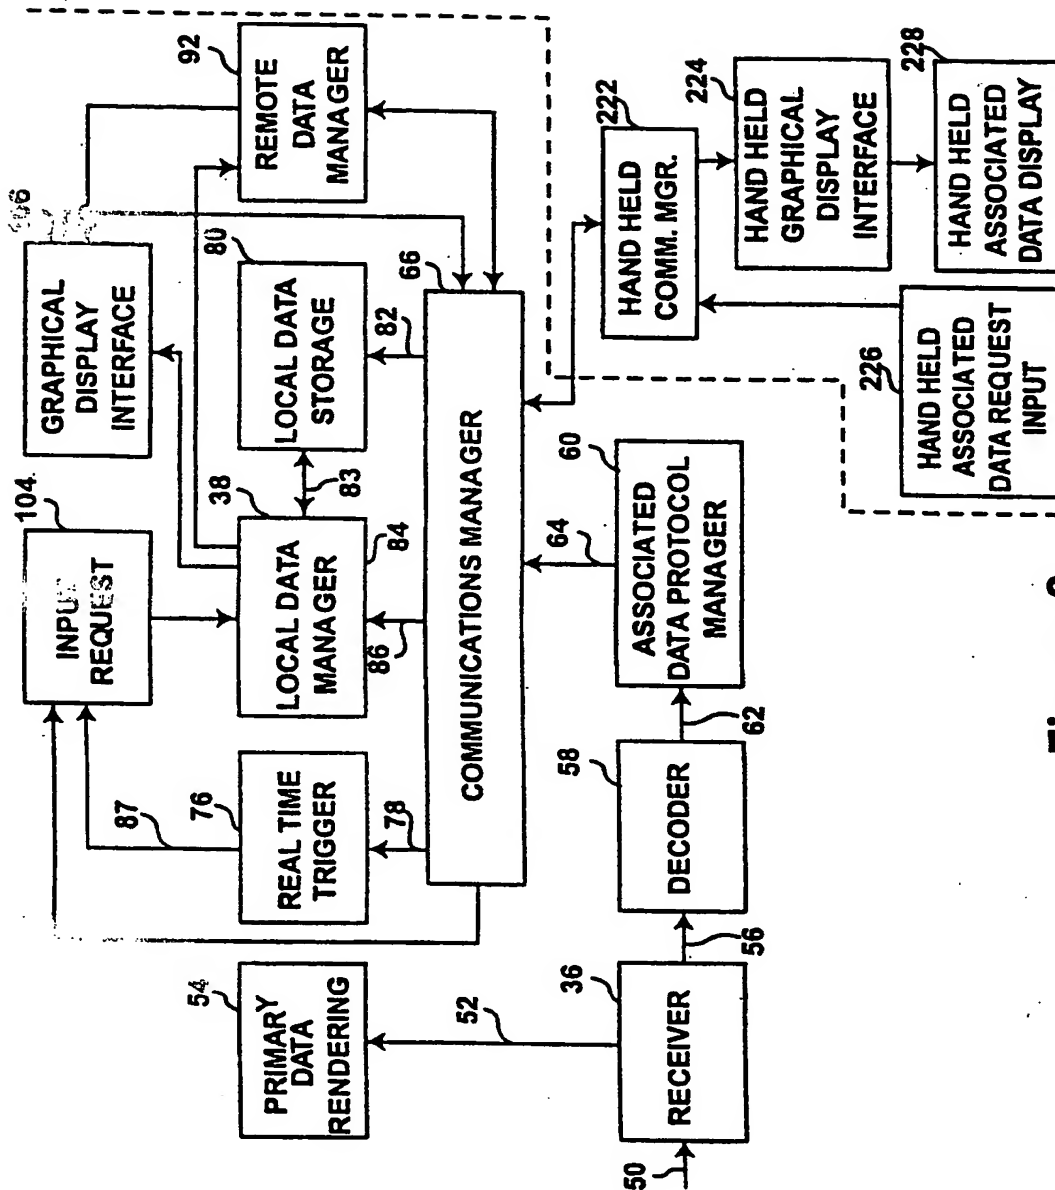 54
PRIMARY
DATA
RENDERING
87
76
REAL TIME
TRIGGER
78
104
INPUT
REQUEST
38
LOCAL DATA
MANAGER
84
86
83
GRAPHICAL
DISPLAY
INTERFACE
80
LOCAL DATA
STORAGE
82
92
REMOTE
DATA
MANAGER
66
COMMUNICATIONS MANAGER
52
50
36
RECEIVER
56
58
DECODER
62
60
ASSOCIATED
DATA PROTOCOL
MANAGER
64
222
HAND HELD
COMM. MGR.
224
HAND HELD
GRAPHICAL
DISPLAY
INTERFACE
226
HAND HELD
ASSOCIATED
DATA REQUEST
INPUT
228
HAND HELD
ASSOCIATED
DATA DISPLAY